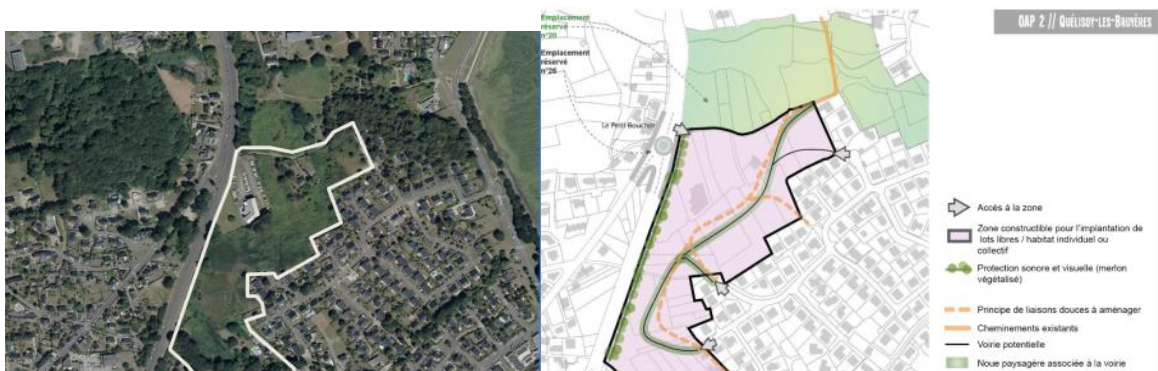 OAP 2 // QUÉLISOY-LES-BRUYÈRES
Emplacement
réservé
n°20
Emplacement
réservé
n°26
Le Petit Boucher
Accès à la zone
Zone constructible pour l'implantation de
lots libres / habitat individuel ou
collectif
Protection sonore et visuelle (merlon
végétalisé)
Principe de liaisons douces à aménager
Cheminements existants
Voirie potentielle
Noue paysagère associée à la voirie